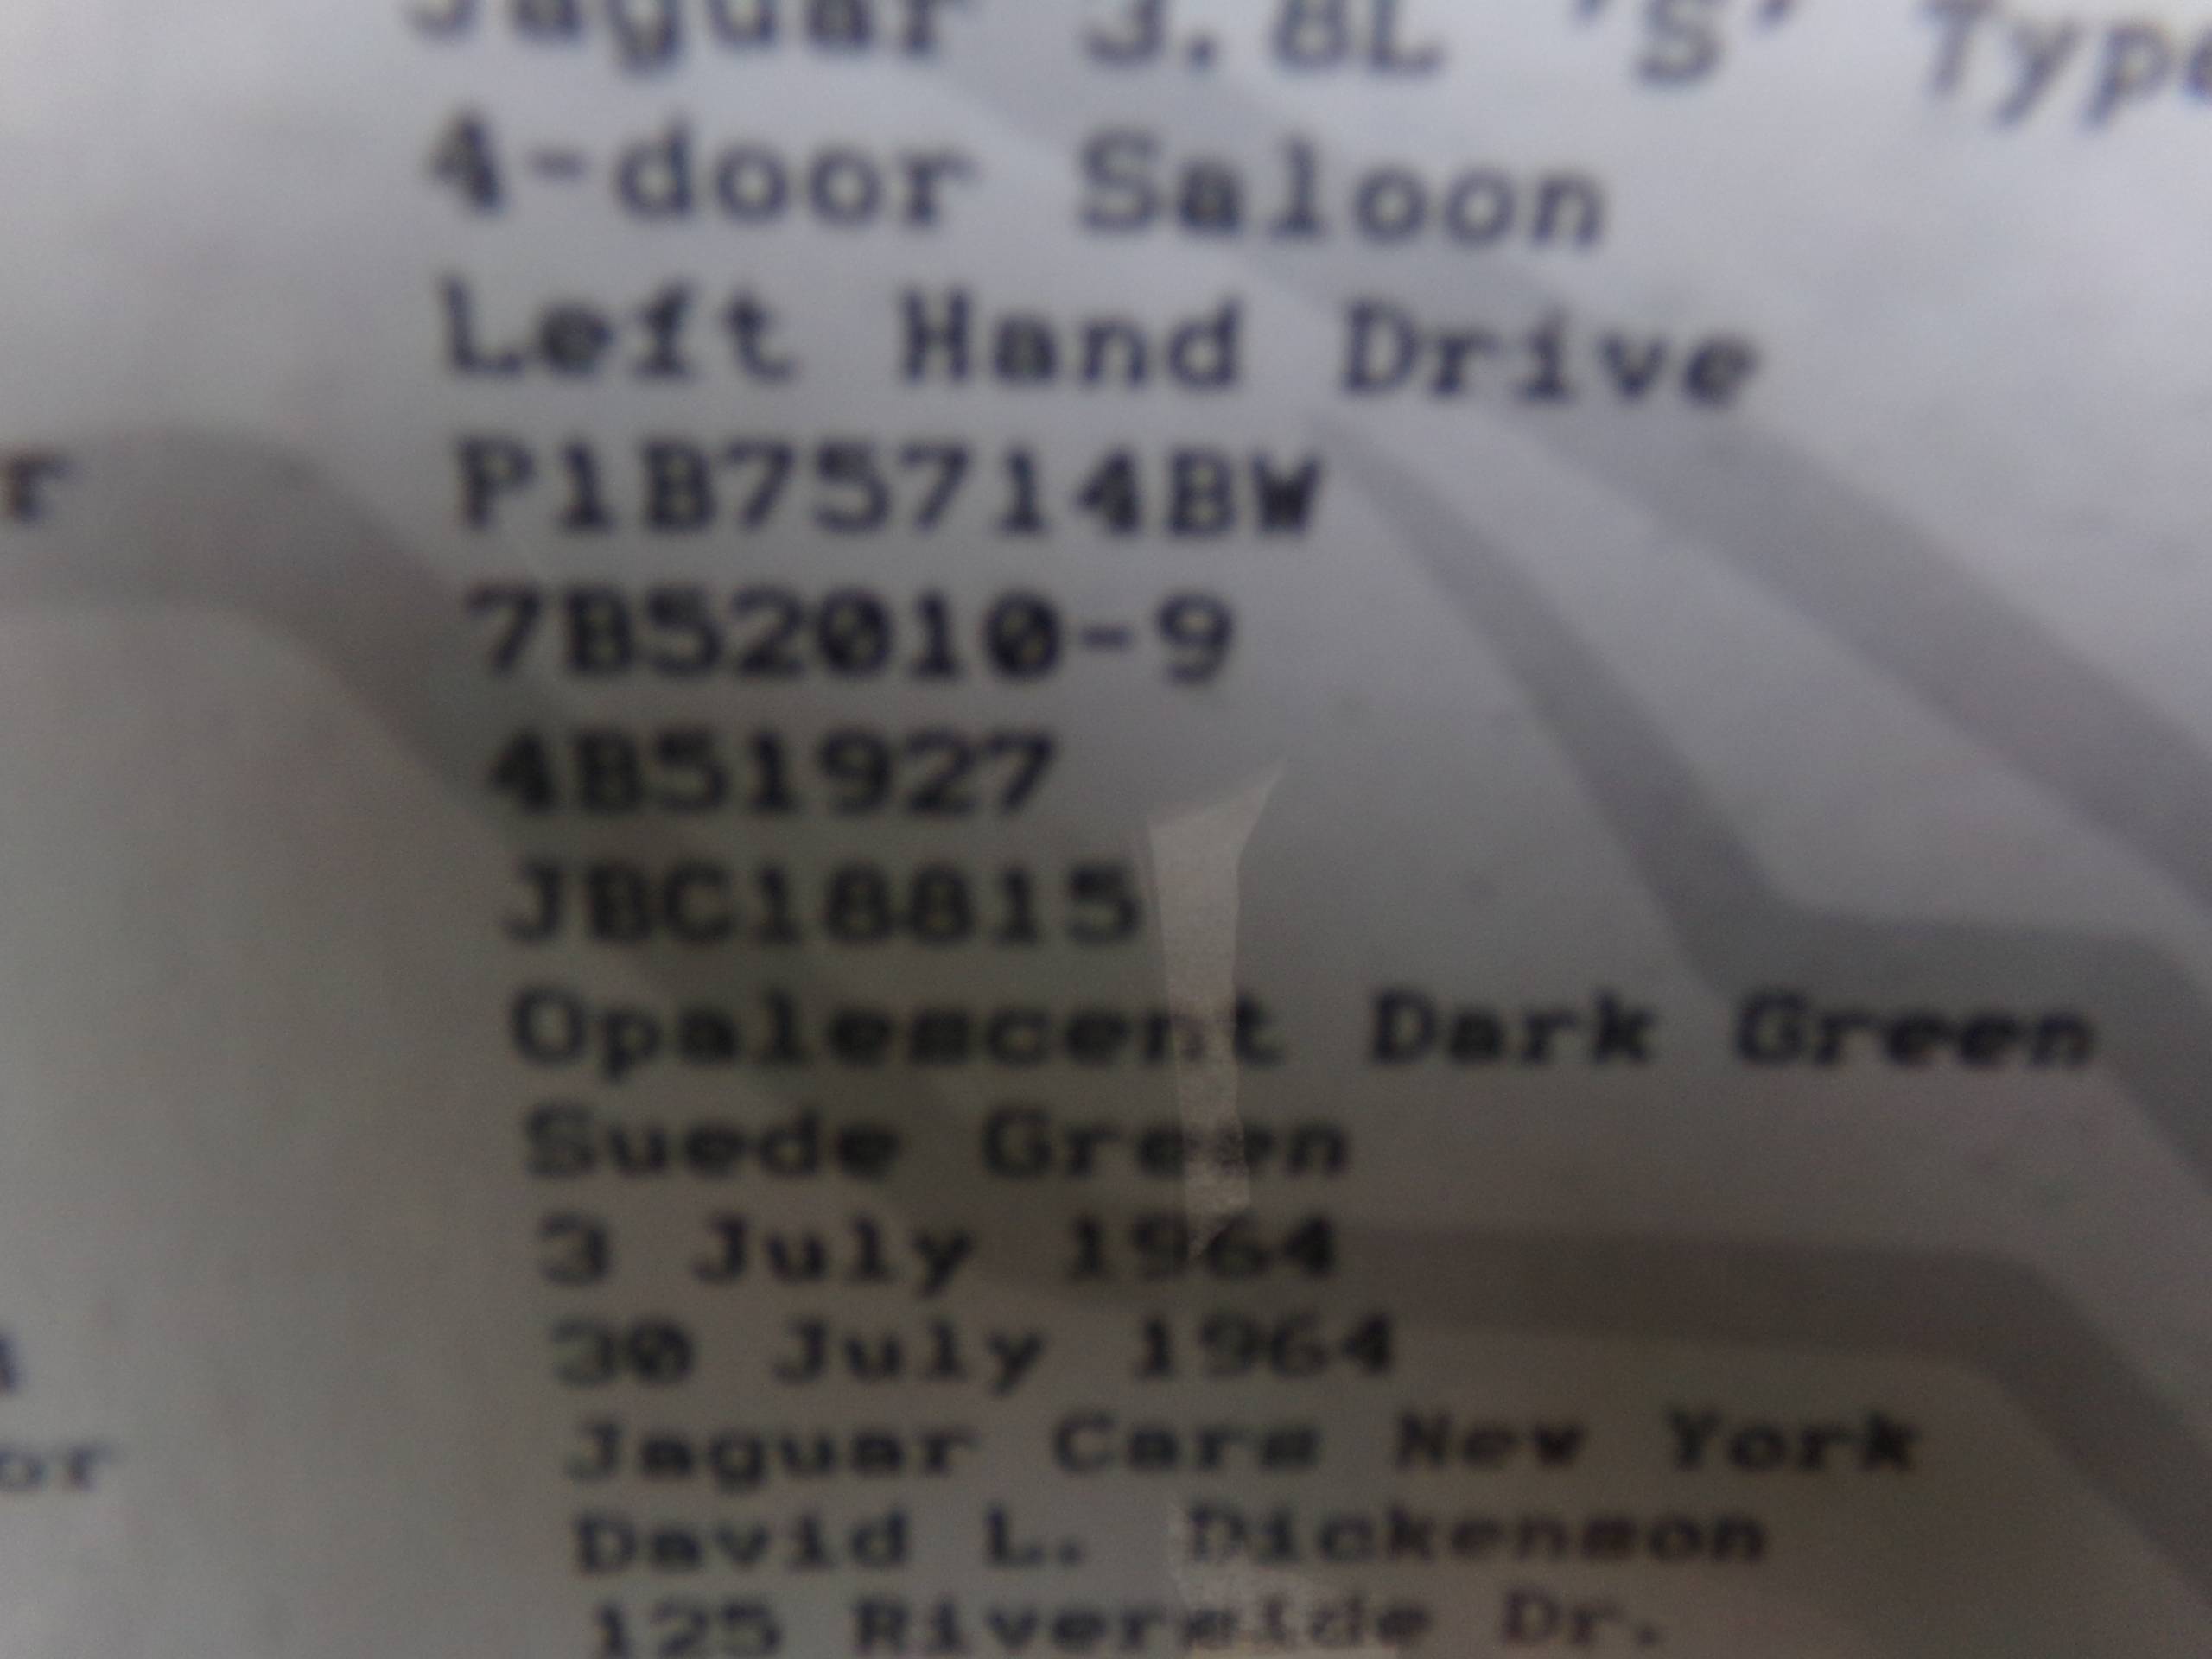 Jaguar 3.8L 'S' Type
4-door Saloon
Left Hand Drive
r P1B75714BW
7B52010-9
4B51927
JBC18815
Opalescent Dark Green
Suede Green
3 July 1964
30 July 1964
Jaguar Cars New York
or David L. Dickenson
125 Riverside Dr.